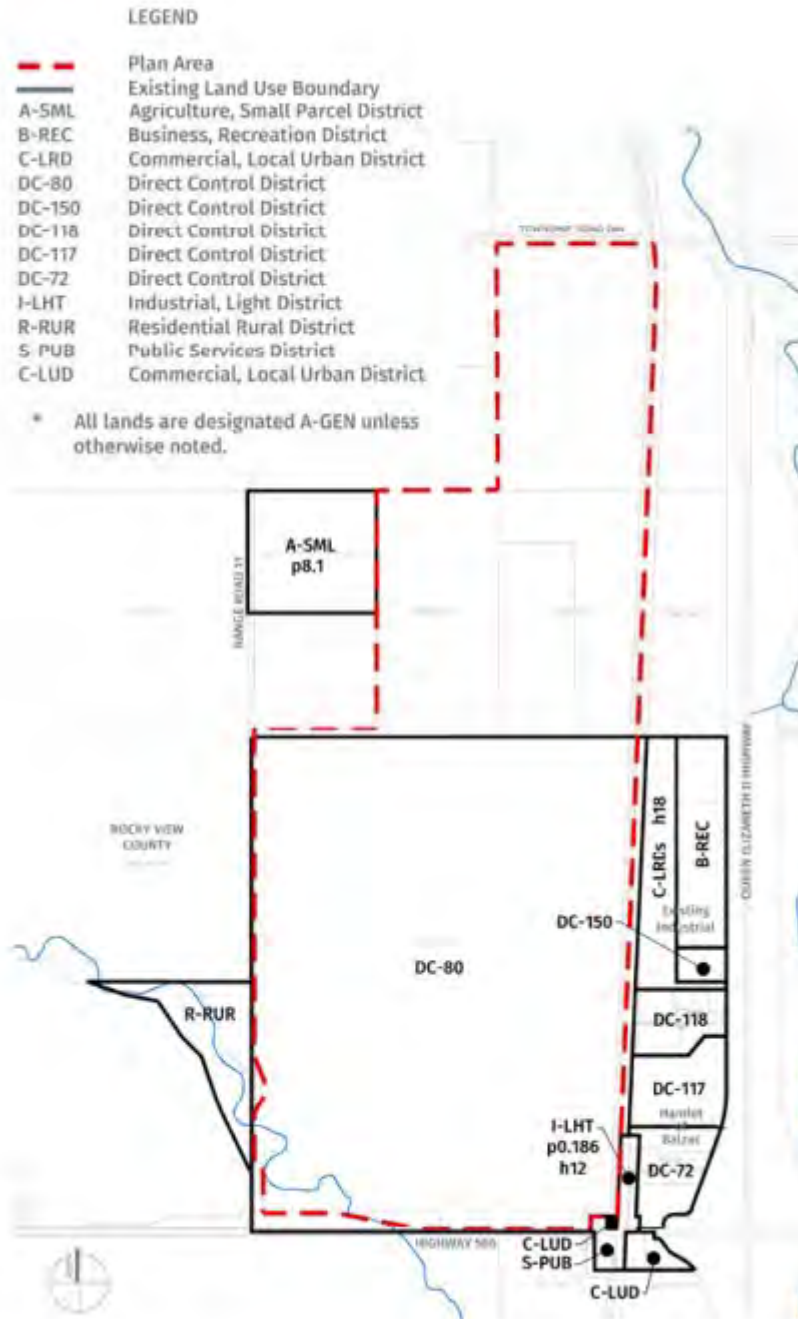 LEGEND
Plan Area
Existing Land Use Boundary
A-SML Agriculture, Small Parcel District
B-REC Business, Recreation District
C-LRD Commercial, Local Urban District
DC-80 Direct Control District
DC-150 Direct Control District
DC-118 Direct Control District
DC-117 Direct Control District
DC-72 Direct Control District
I-LHT Industrial, Light District
R-RUR Residential Rural District
S-PUB Public Services District
C-LUD Commercial, Local Urban District
* All lands are designated A-GEN unless
otherwise noted.
TOWNSHIP ROAD
A-SML
p8.1
RANGE ROAD 11
ROCKY VIEW
COUNTY
QUEEN ELIZABETH II HIGHWAY
C-LRDs h18
B-REC
Existing
Industrial
DC-150
DC-80
R-RUR
DC-118
DC-117
Hamlet
of
Balzac
I-LHT
p0.186
h12
DC-72
HIGHWAY 566
C-LUD
S-PUB
C-LUD